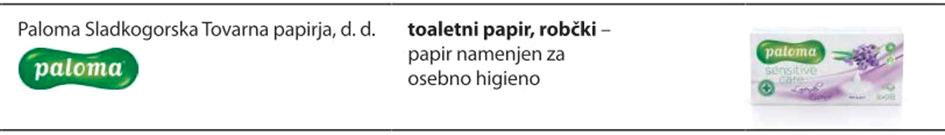 Paloma Sladkogorska Tovarna papirja, d. d.
paloma
toaletni papir, robčki –
papir namenjen za
osebno higieno
paloma
sensitive
care